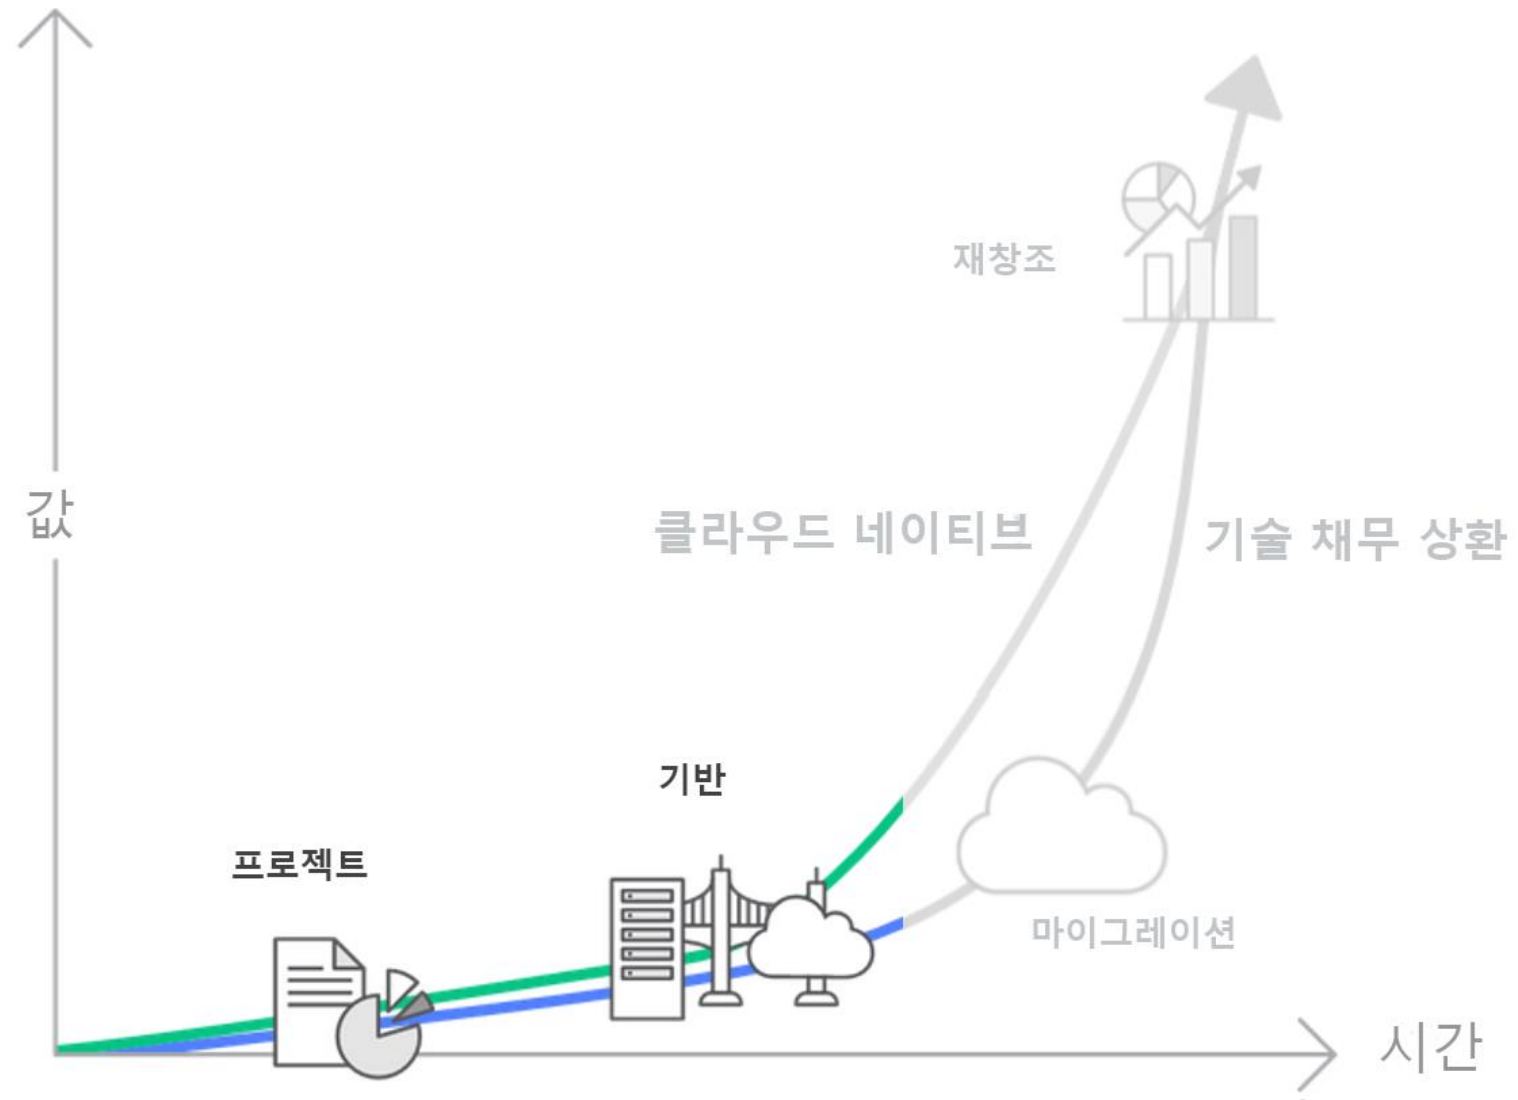 재창조
값
클라우드 네이티브
기술 채무 상환
기반
프로젝트
마이그레이션
시간